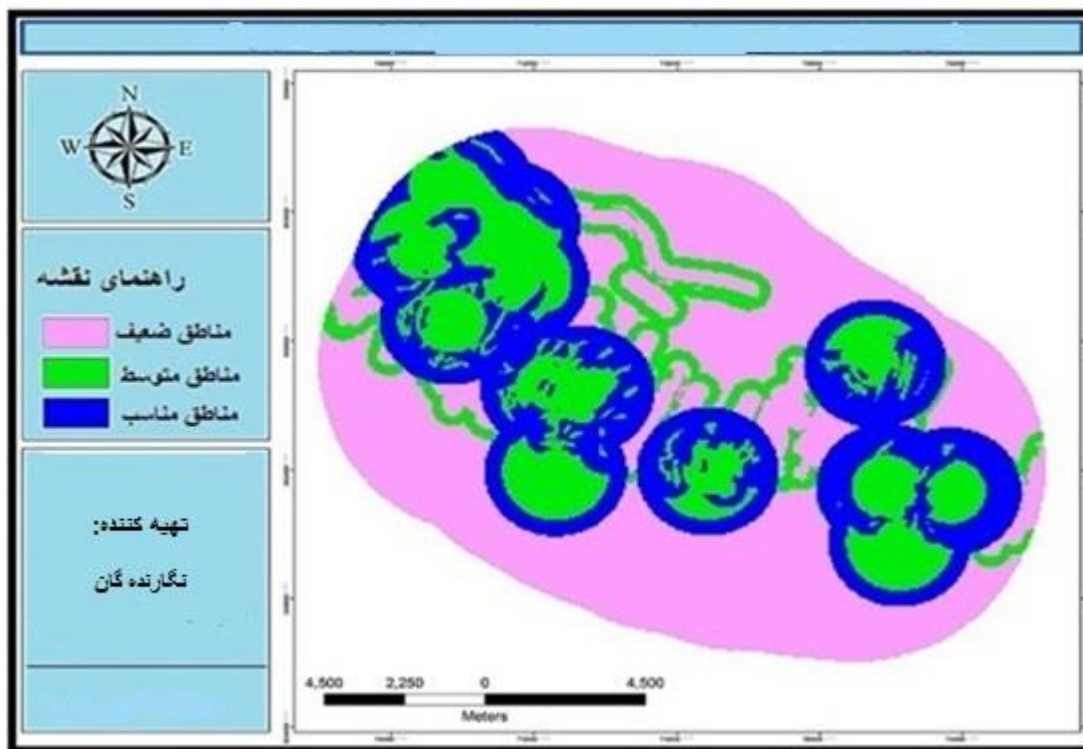 N
W E
S
راهنمای نقشه
مناطق ضعیف
مناطق متوسط
مناطق مناسب
تهیه کننده:
نگارنده گان
4,500 2,250 0 4,500
Meters